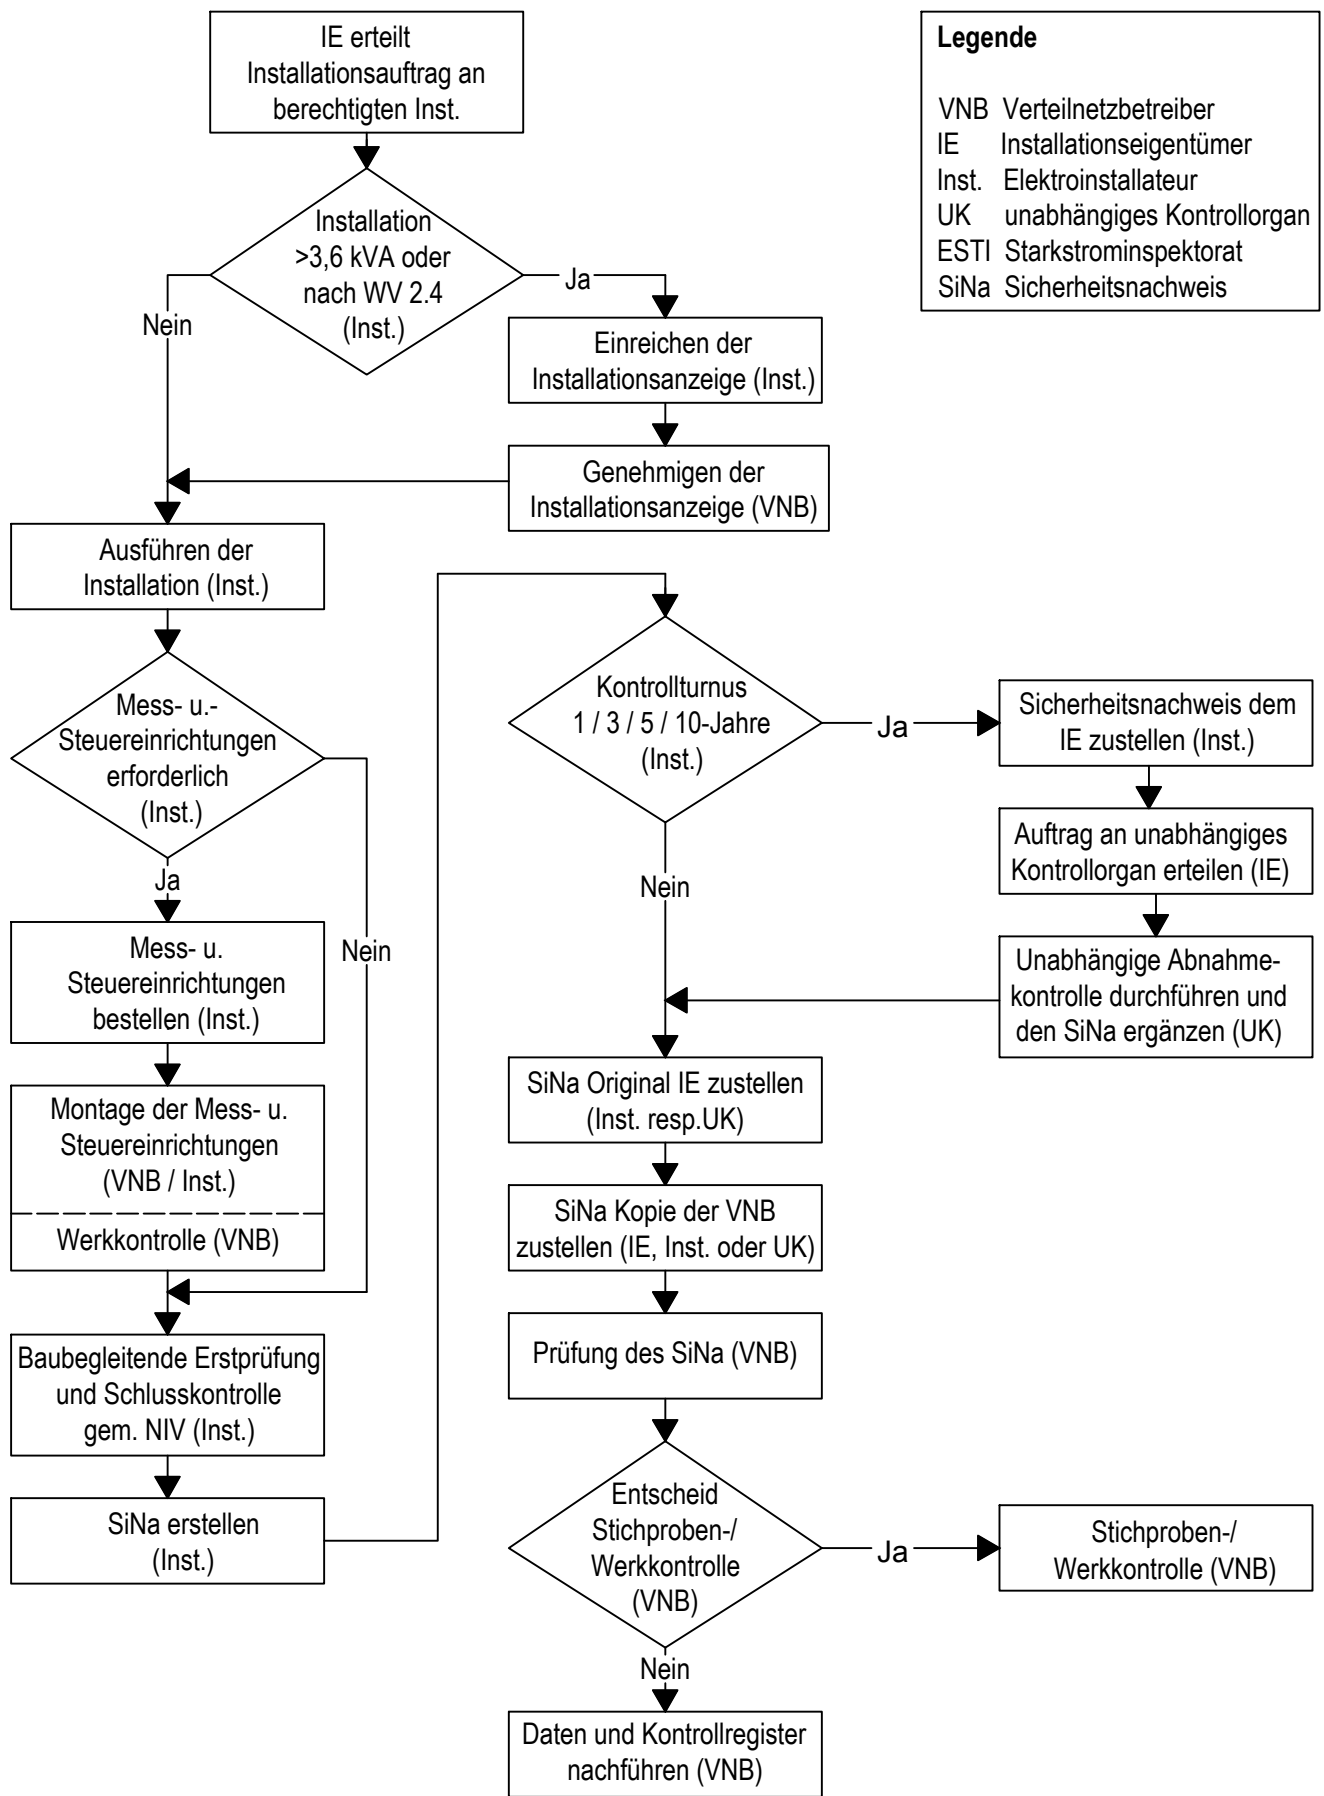 IE erteilt
Installationsauftrag an
berechtigten Inst.
Legende
VNB Verteilnetzbetreiber
IE Installationseigentümer
Inst. Elektroinstallateur
UK unabhängiges Kontrollorgan
ESTI Starkstrominspektorat
SiNa Sicherheitsnachweis
Installation
>3,6 kVA oder
nach WV 2.4
(Inst.)
Ja
Nein
Einreichen der
Installationsanzeige (Inst.)
Genehmigen der
Installationsanzeige (VNB)
Ausführen der
Installation (Inst.)
Mess- u.-
Steuereinrichtungen
erforderlich
(Inst.)
Ja
Nein
Mess- u.
Steuereinrichtungen
bestellen (Inst.)
Montage der Mess- u.
Steuereinrichtungen
(VNB / Inst.)
Werkkontrolle (VNB)
Baubegleitende Erstprüfung
und Schlusskontrolle
gem. NIV (Inst.)
SiNa erstellen
(Inst.)
Kontrollturnus
1 / 3 / 5 / 10-Jahre
(Inst.)
Ja
Nein
Sicherheitsnachweis dem
IE zustellen (Inst.)
Auftrag an unabhängiges
Kontrollorgan erteilen (IE)
Unabhängige Abnahme-
kontrolle durchführen und
den SiNa ergänzen (UK)
SiNa Original IE zustellen
(Inst. resp.UK)
SiNa Kopie der VNB
zustellen (IE, Inst. oder UK)
Prüfung des SiNa (VNB)
Entscheid
Stichproben-/
Werkkontrolle
(VNB)
Ja
Stichproben-/
Werkkontrolle (VNB)
Nein
Daten und Kontrollregister
nachführen (VNB)